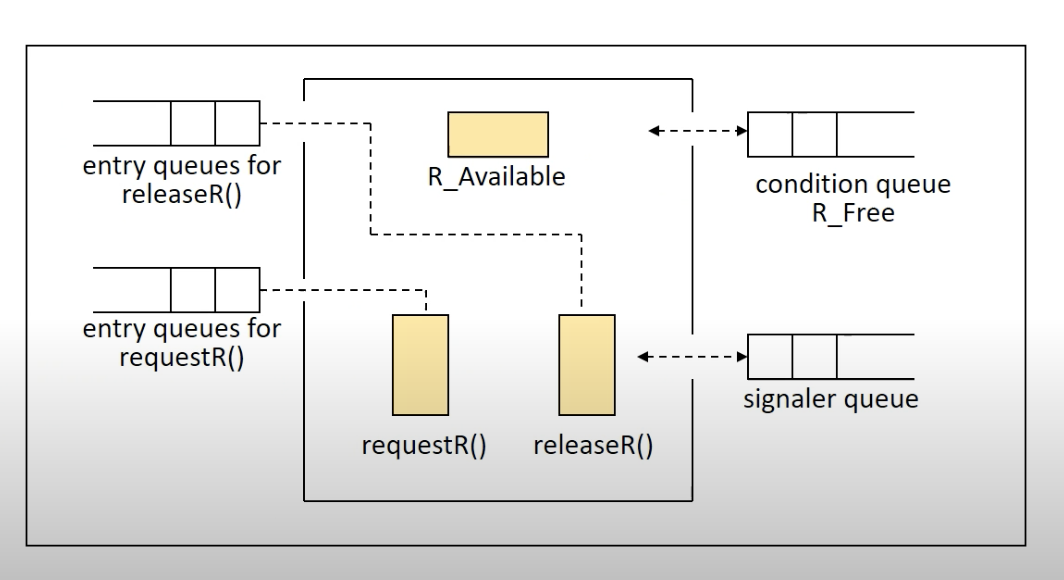 entry queues for
releaseR()
R_Available
condition queue
R_Free
entry queues for
requestR()
signaler queue
requestR()
releaseR()